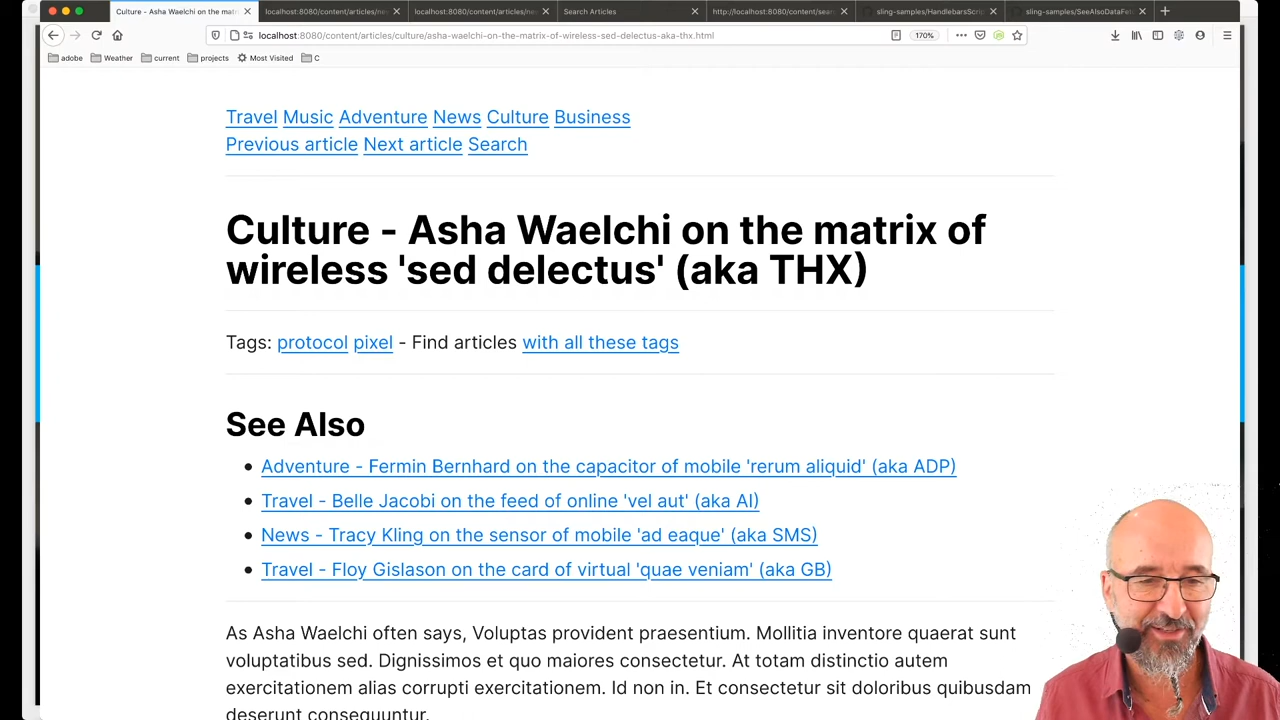 Culture - Asha Waelchi on the matri
localhost:8080/content/articles/ne
localhost:8080/content/articles/ne
Search Articles
http://localhost:8080/content/sear
sling-samples/HandlebarsScri
sling-samples/SeeAlsoDataFe
localhost:8080/content/articles/culture/asha-waelchi-on-the-matrix-of-wireless-sed-delectus-aka-thx.html
170%
adobe Weather current projects Most Visited C
Travel Music Adventure News Culture Business
Previous article Next article Search
Culture - Asha Waelchi on the matrix of
wireless 'sed delectus' (aka THX)
Tags: protocol pixel - Find articles with all these tags
See Also
Adventure - Fermin Bernhard on the capacitor of mobile 'rerum aliquid' (aka ADP)
Travel - Belle Jacobi on the feed of online 'vel aut' (aka AI)
News - Tracy Kling on the sensor of mobile 'ad eaque' (aka SMS)
Travel - Floy Gislason on the card of virtual 'quae veniam' (aka GB)
As Asha Waelchi often says, Voluptas provident praesentium. Mollitia inventore quaerat sunt
voluptatibus sed. Dignissimos et quo maiores consectetur. At totam distinctio autem
exercitationem alias corrupti exercitationem. Id non in. Et consectetur sit doloribus quibusdam
deserunt consequuntur.